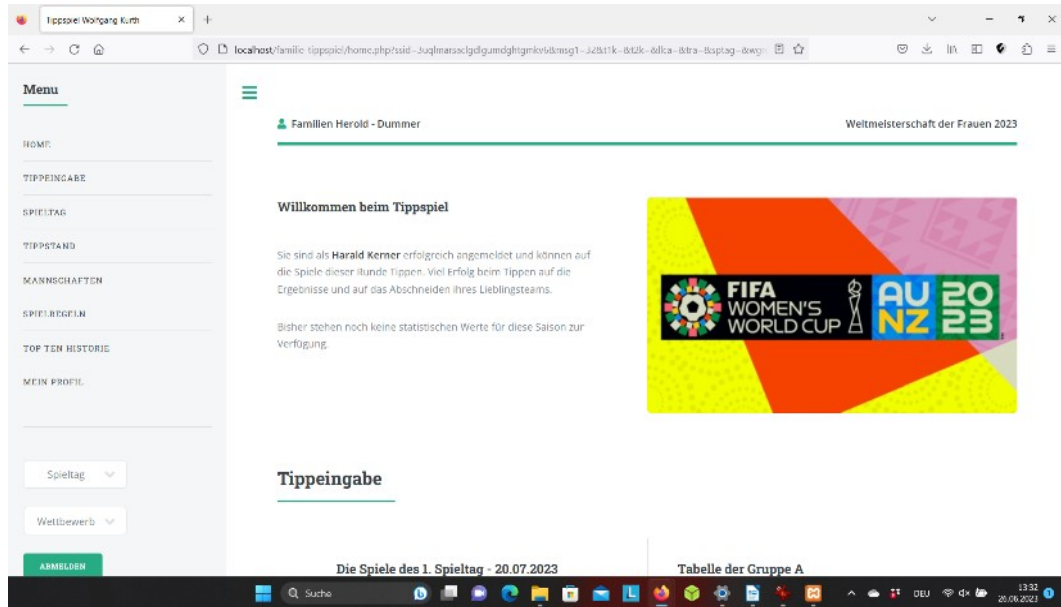 Tippspiel Wolfgang Kurth
Menu
HOME
TIPPEINGABE
SPIELTAG
TIPPSTAND
MANNSCHAFTEN
SPIELREGELN
TOP TEN HISTORIE
MEIN PROFIL
Spieltag
Wettbewerb
ABMELDEN
Familien Herold - Dummer
Weltmeisterschaft der Frauen 2023
Willkommen beim Tippspiel
Sie sind als Harald Kerner erfolgreich angemeldet und können auf
die Spiele dieser Runde Tippen. Viel Erfolg beim Tippen auf die
Ergebnisse und auf das Abschneiden ihres Lieblingsteams.
Bisher stehen noch keine statistischen Werte für diese Saison zur
Verfügung.
FIFA
WOMEN'S
WORLD CUP
AU 20
NZ 23
Tippeingabe
Die Spiele des 1. Spieltag - 20.07.2023
Tabelle der Gruppe A
Suche
DEU
13:32
26.06.2023